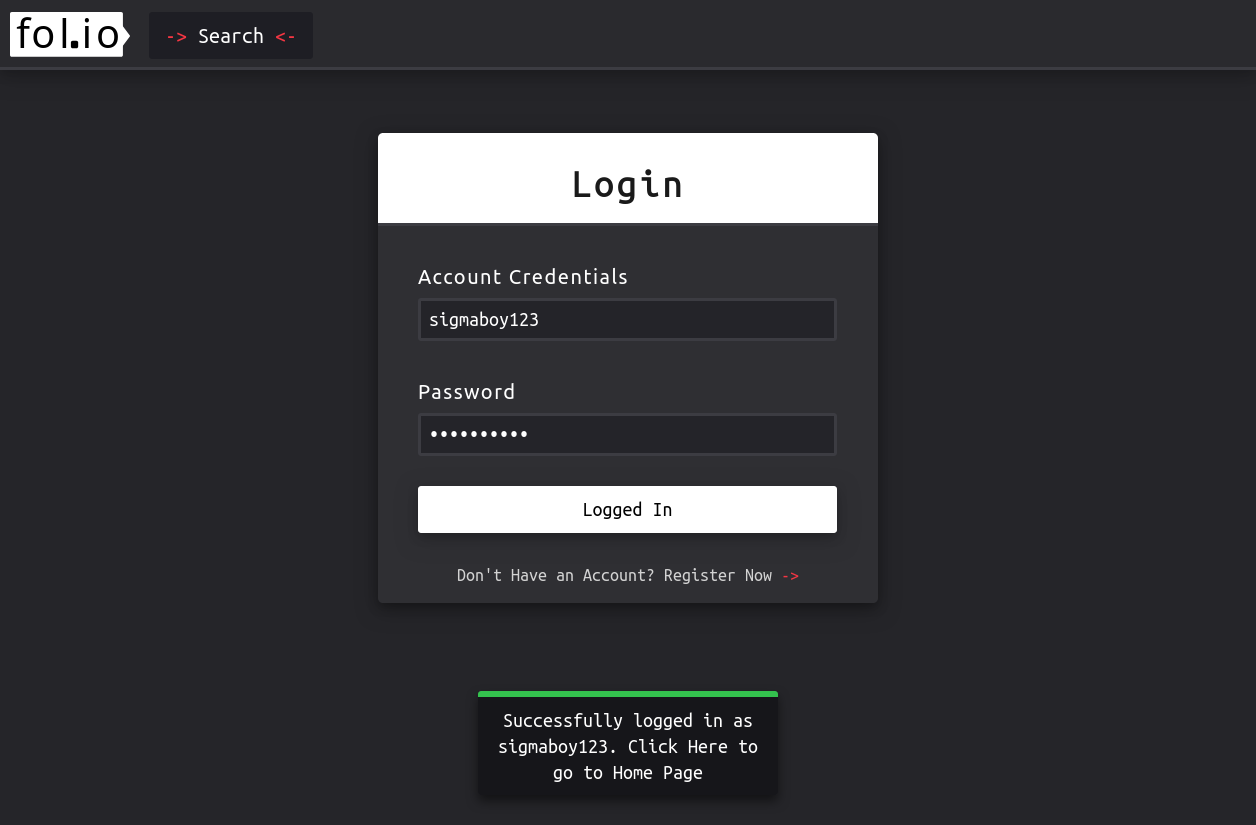 fol.io
-> Search <-
Login
Account Credentials
sigmaboy123
Password
••••••••••
Logged In
Don't Have an Account? Register Now ->
Successfully logged in as
sigmaboy123. Click Here to
go to Home Page